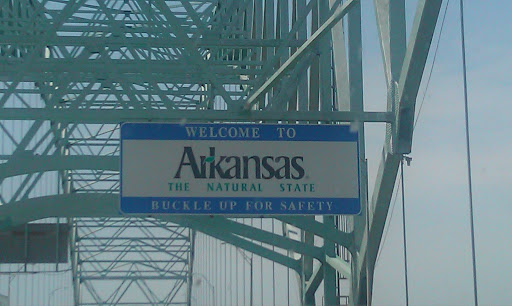 WELCOME TO
Arkansas
THE NATURAL STATE
BUCKLE UP FOR SAFETY